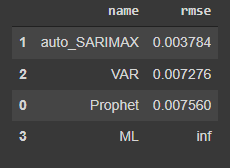 name rmse
1 auto_SARIMAX 0.003784
2 VAR 0.007276
0 Prophet 0.007560
3 ML inf